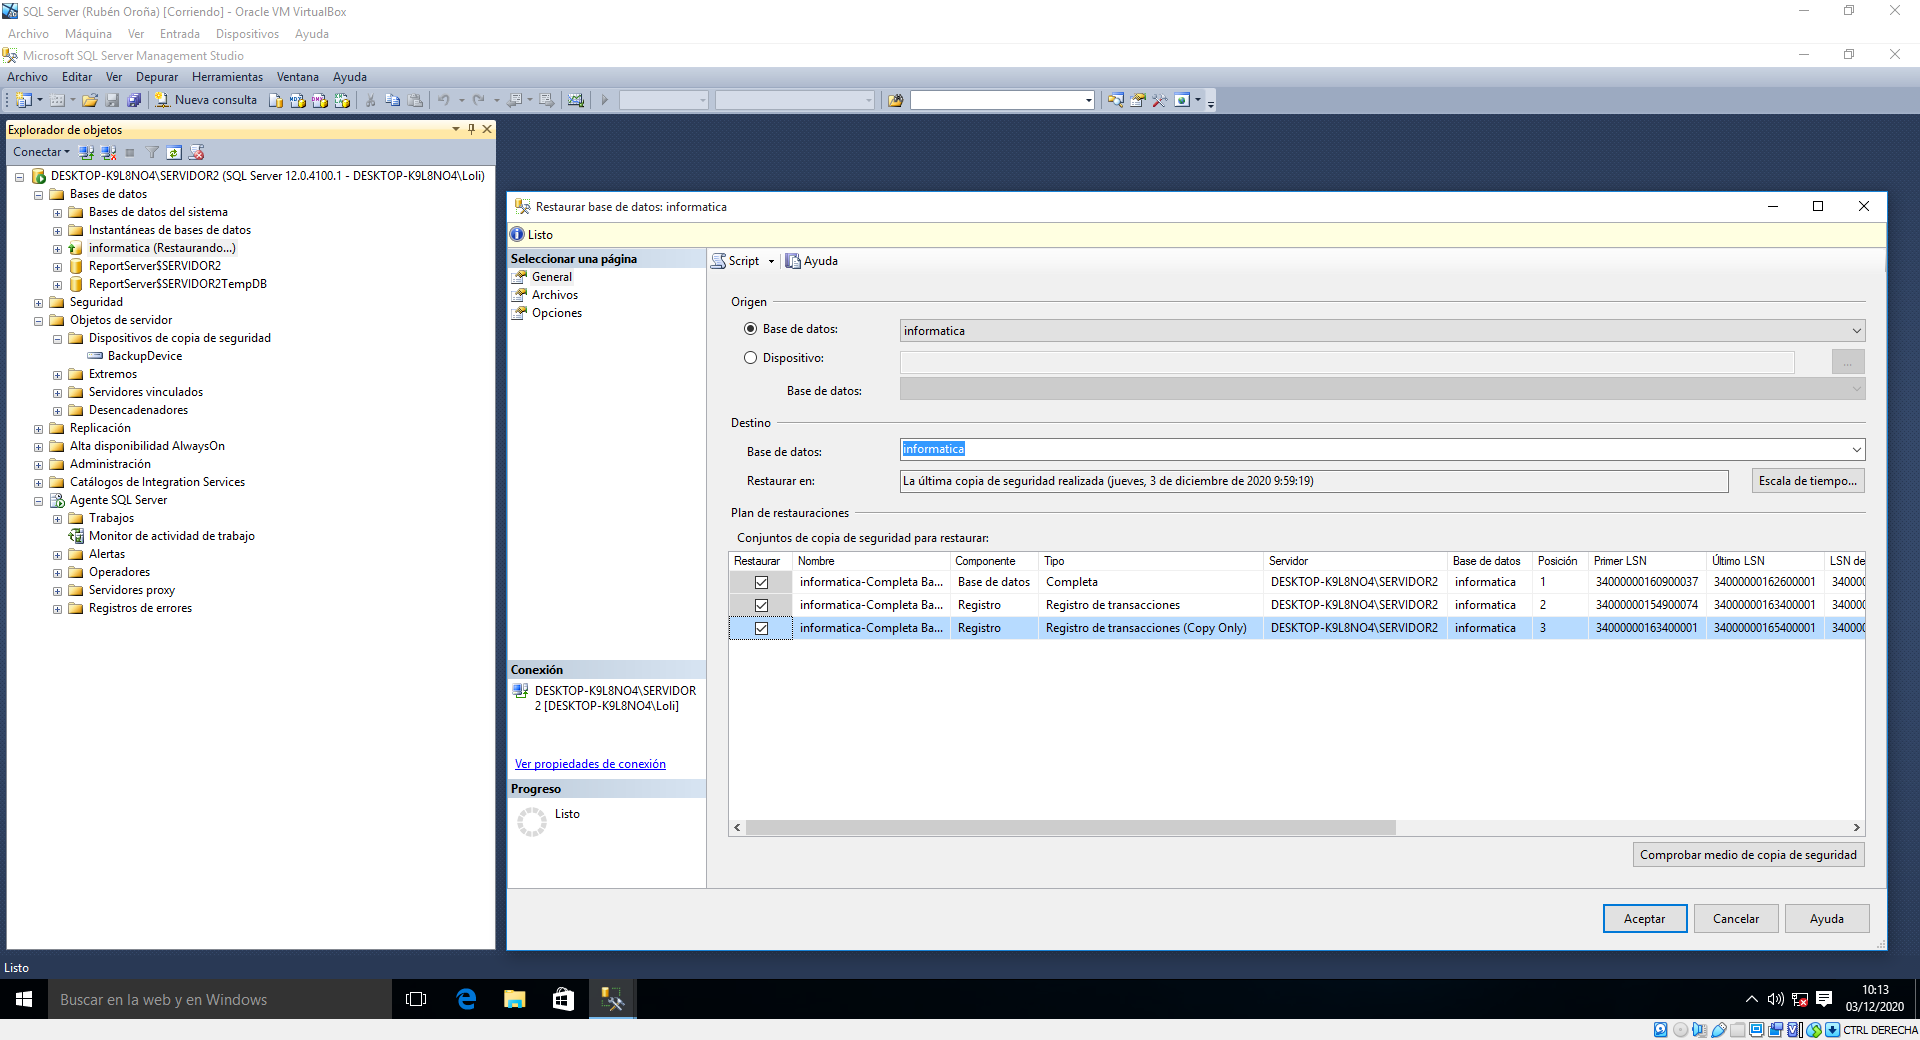 SQL Server (Rubén Oroña) [Corriendo] - Oracle VM VirtualBox
Archivo Máquina Ver Entrada Dispositivos Ayuda
Microsoft SQL Server Management Studio
Archivo Editar Ver Depurar Herramientas Ventana Ayuda
Nueva consulta
Explorador de objetos
Conectar
DESKTOP-K9L8NO4\SERVIDOR2 (SQL Server 12.0.4100.1 - DESKTOP-K9L8NO4\Loli)
Bases de datos
Bases de datos del sistema
Instantáneas de bases de datos
informatica (Restaurando...)
ReportServer$SERVIDOR2
ReportServer$SERVIDOR2TempDB
Seguridad
Objetos de servidor
Dispositivos de copia de seguridad
BackupDevice
Extremos
Servidores vinculados
Desencadenadores
Replicación
Alta disponibilidad AlwaysOn
Administración
Catálogos de Integration Services
Agente SQL Server
Trabajos
Monitor de actividad de trabajo
Alertas
Operadores
Servidores proxy
Registros de errores
Restaurar base de datos: informatica
Listo
Seleccionar una página
General
Archivos
Opciones
Conexión
DESKTOP-K9L8NO4\SERVIDOR
2 [DESKTOP-K9L8NO4\Loli]
Ver propiedades de conexión
Progreso
Listo
Script Ayuda
Origen
Base de datos: informatica
Dispositivo: ...
Base de datos:
Destino
Base de datos: informatica
Restaurar en: La última copia de seguridad realizada (jueves, 3 de diciembre de 2020 9:59:19) Escala de tiempo...
Plan de restauraciones
Conjuntos de copia de seguridad para restaurar:
Restaurar Nombre Componente Tipo Servidor Base de datos Posición Primer LSN Último LSN LSN de
informatica-Completa Ba... Base de datos Completa DESKTOP-K9L8NO4\SERVIDOR2 informatica 1 34000000160900037 34000000162600001 340000
informatica-Completa Ba... Registro Registro de transacciones DESKTOP-K9L8NO4\SERVIDOR2 informatica 2 34000000154900074 34000000163400001 340000
informatica-Completa Ba... Registro Registro de transacciones (Copy Only) DESKTOP-K9L8NO4\SERVIDOR2 informatica 3 34000000163400001 34000000165400001 340000
Comprobar medio de copia de seguridad
Aceptar Cancelar Ayuda
Listo
Buscar en la web y en Windows
10:13
03/12/2020
CTRL DERECHA